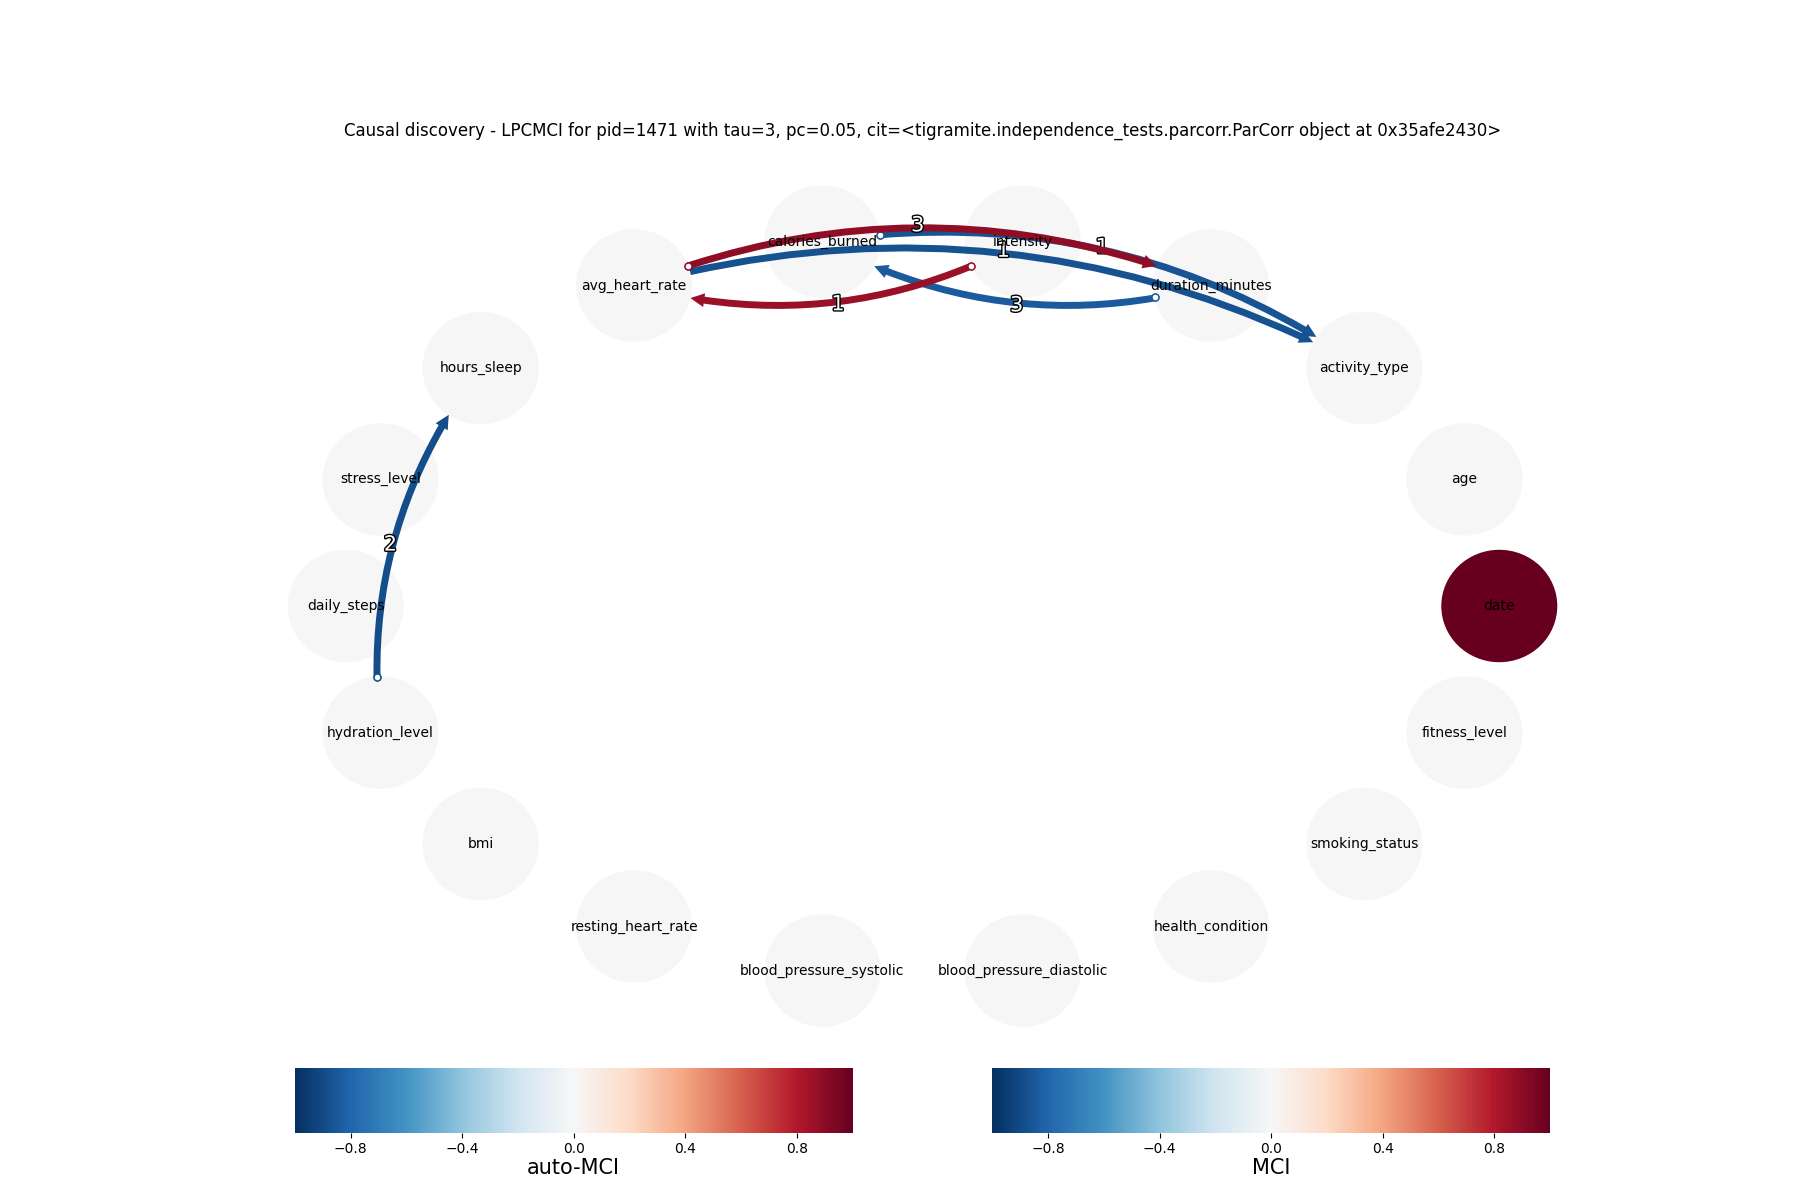 Causal discovery - LPCMCI for pid=1471 with tau=3, pc=0.05, cit=<tigramite.independence_tests.parcorr.ParCorr object at 0x35afe2430>
3
calories_burned
intensity
1
1
avg_heart_rate
duration_minutes
1
3
hours_sleep
activity_type
stress_level
age
2
daily_steps
date
hydration_level
fitness_level
bmi
smoking_status
resting_heart_rate
health_condition
blood_pressure_systolic
blood_pressure_diastolic
−0.8 −0.4 0.0 0.4 0.8
auto-MCI
−0.8 −0.4 0.0 0.4 0.8
MCI